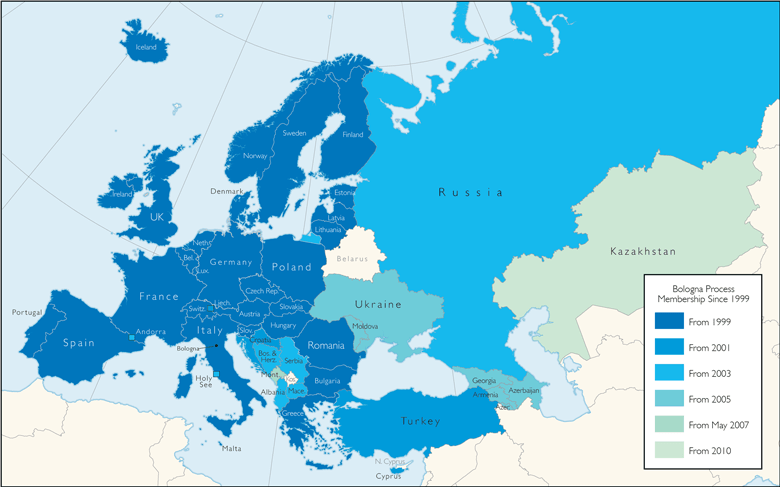 Iceland
Sweden
Finland
Norway
Russia
Estonia
Denmark
Ireland
UK
Latvia
Lithuania
Neth.
Bel.
Lux.
Germany
Poland
Belarus
Kazakhstan
France
Czech Rep.
Ukraine
Slovakia
Liech.
Switz.
Austria
Hungary
Moldova
Portugal
Andorra
Spain
Italy
Slov.
Croatia
Romania
Bologna
Bos. &
Herz.
Serbia
Holy
See
Mont.
Kos.
Bulgaria
Albania
Mace.
Greece
Georgia
Armenia
Azerbaijan
Azec.
Turkey
Malta
N. Cyprus
Cyprus
Bologna Process
Membership Since 1999
From 1999
From 2001
From 2003
From 2005
From May 2007
From 2010